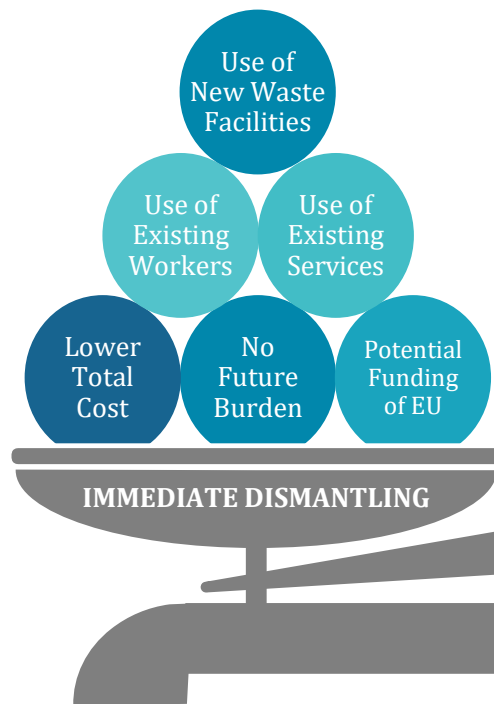 Use of
New Waste
Facilities
Use of
Existing
Workers
Use of
Existing
Services
Lower
Total
Cost
No
Future
Burden
Potential
Funding
of EU
IMMEDIATE DISMANTLING